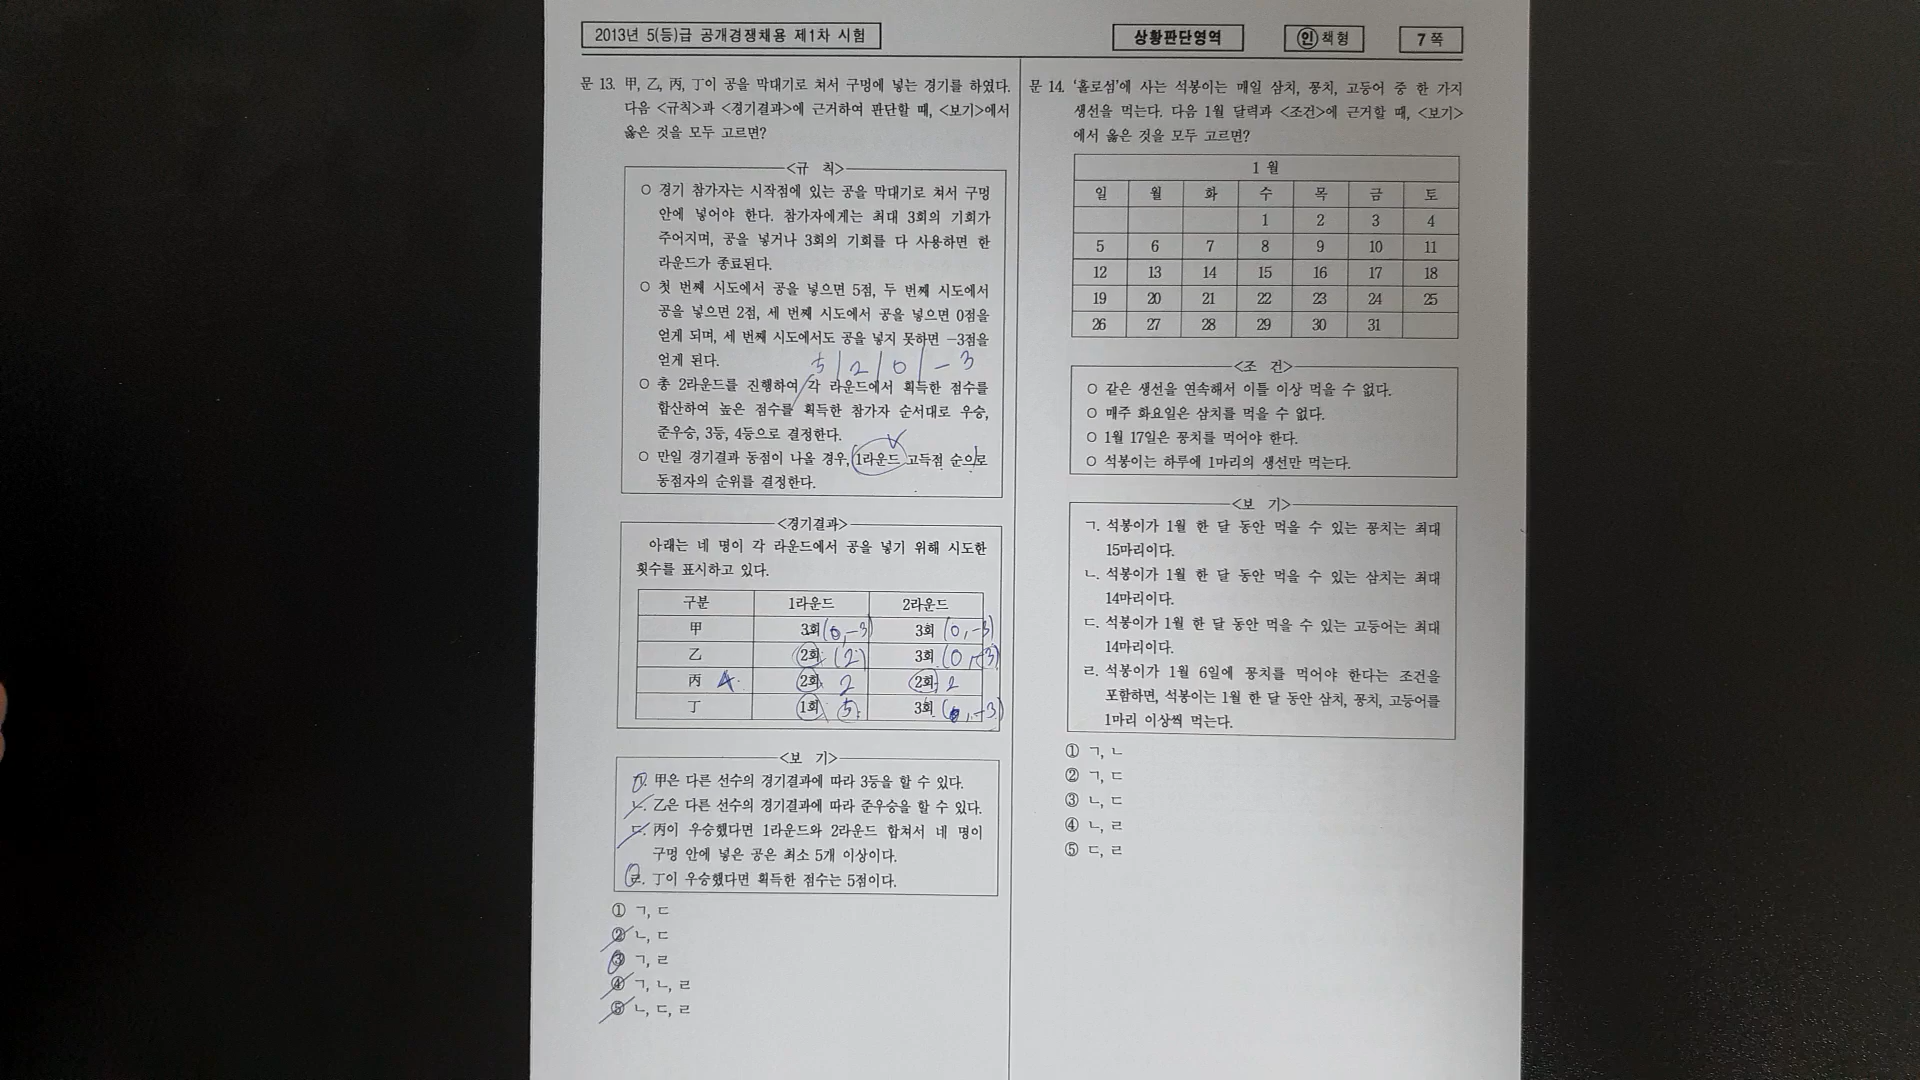 2013년 5(등)급 공개경쟁채용 제1차 시험
상황판단영역
인 책형
7 쪽
문 13. 甲, 乙, 丙, 丁이 공을 막대기로 쳐서 구멍에 넣는 경기를 하였다.
다음 <규칙>과 <경기결과>에 근거하여 판단할 때, <보기>에서
옳은 것을 모두 고르면?
<규 칙>
○ 경기 참가자는 시작점에 있는 공을 막대기로 쳐서 구멍
안에 넣어야 한다. 참가자에게는 최대 3회의 기회가
주어지며, 공을 넣거나 3회의 기회를 다 사용하면 한
라운드가 종료된다.
○ 첫 번째 시도에서 공을 넣으면 5점, 두 번째 시도에서
공을 넣으면 2점, 세 번째 시도에서 공을 넣으면 0점을
얻게 되며, 세 번째 시도에서도 공을 넣지 못하면 -3점을
얻게 된다.
5 | 2 | 0 | -3
○ 총 2라운드를 진행하여 각 라운드에서 획득한 점수를
합산하여 높은 점수를 획득한 참가자 순서대로 우승,
준우승, 3등, 4등으로 결정한다.
○ 만일 경기결과 동점이 나올 경우, 1라운드 고득점 순으로
동점자의 순위를 결정한다.
<경기결과>
아래는 네 명이 각 라운드에서 공을 넣기 위해 시도한
횟수를 표시하고 있다.
구분 1라운드 2라운드
甲 3회 (0, -3) 3회 (0, -3)
乙 2회 (2) 3회 (0, -3)
丙 4 2회 2 2회 2
丁 1회 5 3회 (0, -3)
<보 기>
ㄱ. 甲은 다른 선수의 경기결과에 따라 3등을 할 수 있다.
ㄴ. 乙은 다른 선수의 경기결과에 따라 준우승을 할 수 있다.
ㄷ. 丙이 우승했다면 1라운드와 2라운드 합쳐서 네 명이
구멍 안에 넣은 공은 최소 5개 이상이다.
ㄹ. 丁이 우승했다면 획득한 점수는 5점이다.
① ㄱ, ㄷ
② ㄴ, ㄷ
③ ㄱ, ㄹ
④ ㄱ, ㄴ, ㄹ
⑤ ㄴ, ㄷ, ㄹ
문 14. '홀로섬'에 사는 석봉이는 매일 삼치, 꽁치, 고등어 중 한 가지
생선을 먹는다. 다음 1월 달력과 <조건>에 근거할 때, <보기>
에서 옳은 것을 모두 고르면?
1 월
일 월 화 수 목 금 토
1 2 3 4
5 6 7 8 9 10 11
12 13 14 15 16 17 18
19 20 21 22 23 24 25
26 27 28 29 30 31
<조 건>
○ 같은 생선을 연속해서 이틀 이상 먹을 수 없다.
○ 매주 화요일은 삼치를 먹을 수 없다.
○ 1월 17일은 꽁치를 먹어야 한다.
○ 석봉이는 하루에 1마리의 생선만 먹는다.
<보 기>
ㄱ. 석봉이가 1월 한 달 동안 먹을 수 있는 꽁치는 최대
15마리이다.
ㄴ. 석봉이가 1월 한 달 동안 먹을 수 있는 삼치는 최대
14마리이다.
ㄷ. 석봉이가 1월 한 달 동안 먹을 수 있는 고등어는 최대
14마리이다.
ㄹ. 석봉이가 1월 6일에 꽁치를 먹어야 한다는 조건을
포함하면, 석봉이는 1월 한 달 동안 삼치, 꽁치, 고등어를
1마리 이상씩 먹는다.
① ㄱ, ㄴ
② ㄱ, ㄷ
③ ㄴ, ㄷ
④ ㄴ, ㄹ
⑤ ㄷ, ㄹ